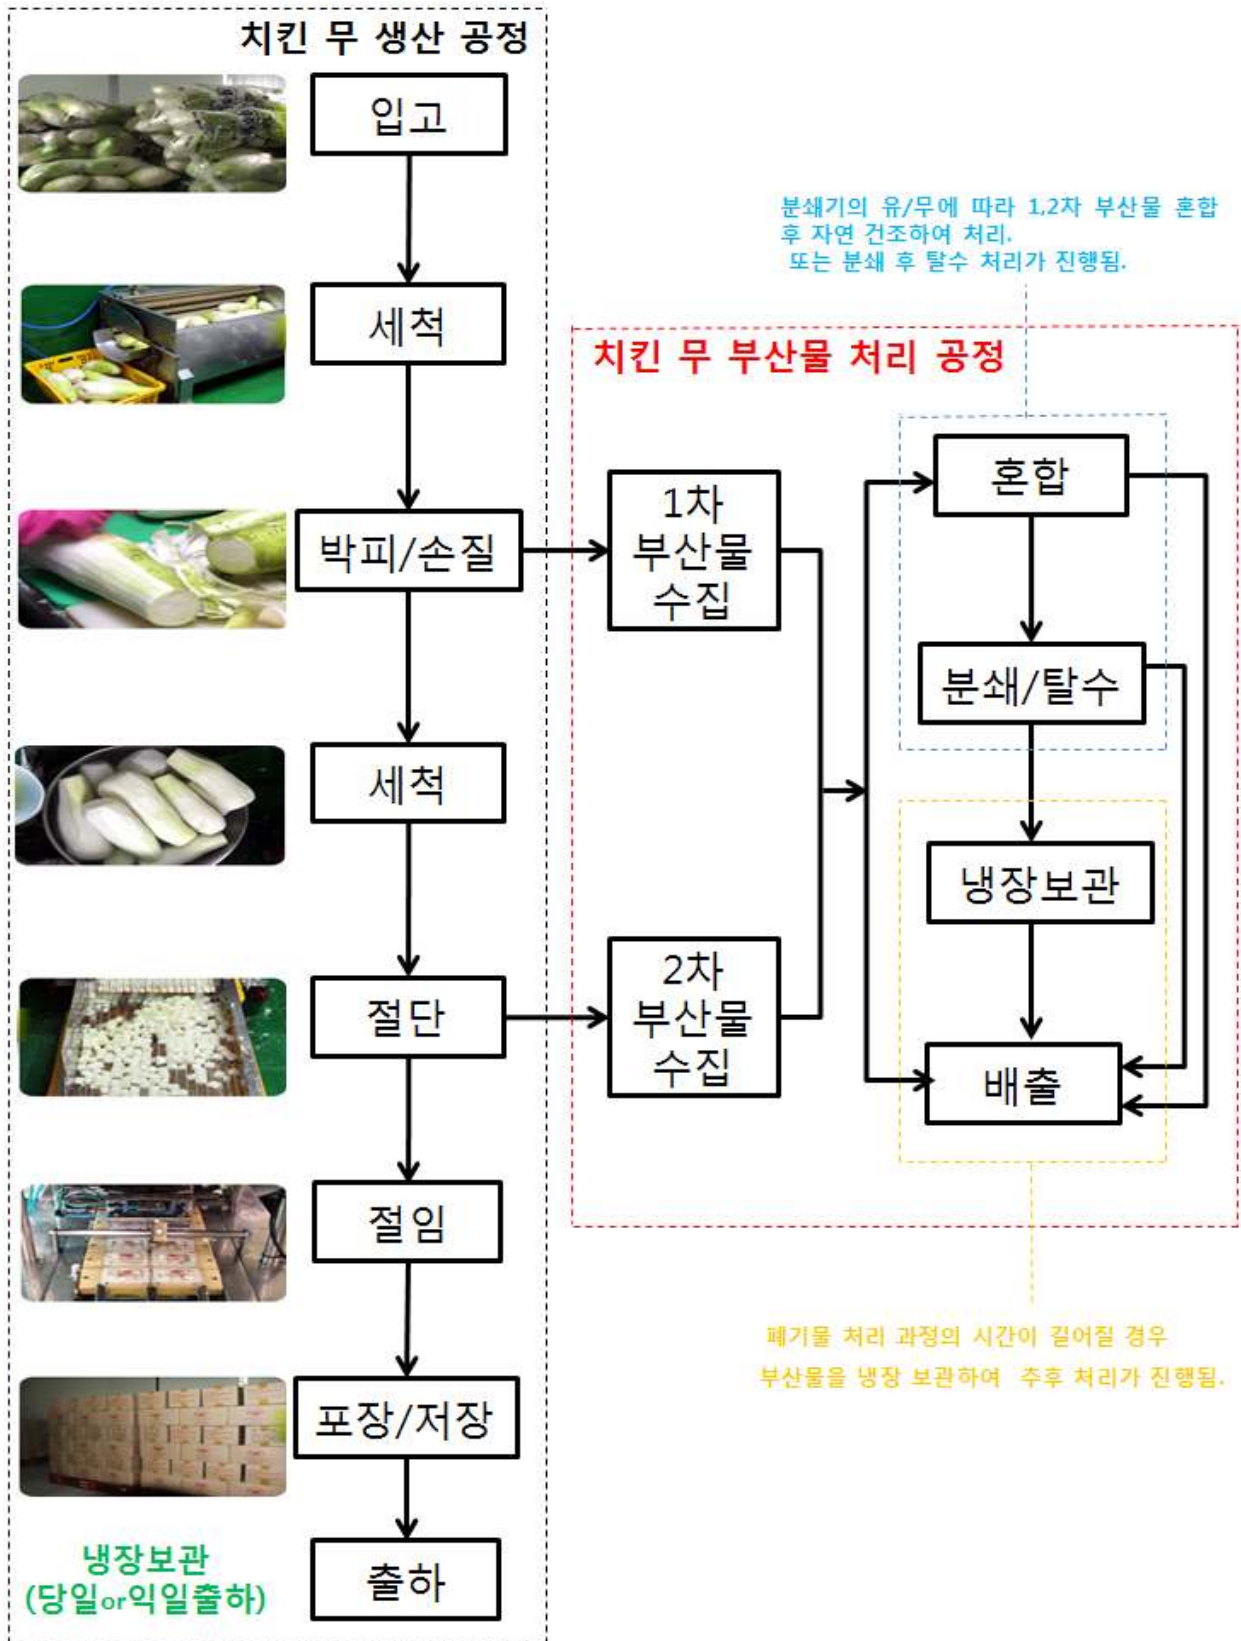 치킨 무 생산 공정
입고
세척
박피/손질
세척
절단
절임
포장/저장
출하
냉장보관
(당일or익일출하)
분쇄기의 유/무에 따라 1,2차 부산물 혼합
후 자연 건조하여 처리.
또는 분쇄 후 탈수 처리가 진행됨.
치킨 무 부산물 처리 공정
1차
부산물
수집
2차
부산물
수집
혼합
분쇄/탈수
냉장보관
배출
폐기물 처리 과정의 시간이 길어질 경우
부산물을 냉장 보관하여 추후 처리가 진행됨.